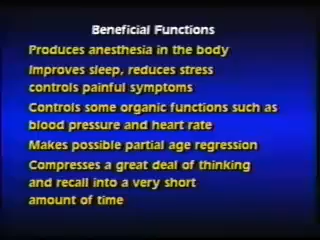 Beneficial Functions
Produces anesthesia in the body
Improves sleep, reduces stress
controls painful symptoms
Controls some organic functions such as
blood pressure and heart rate
Makes possible partial age regression
Compresses a great deal of thinking
and recall into a very short
amount of time